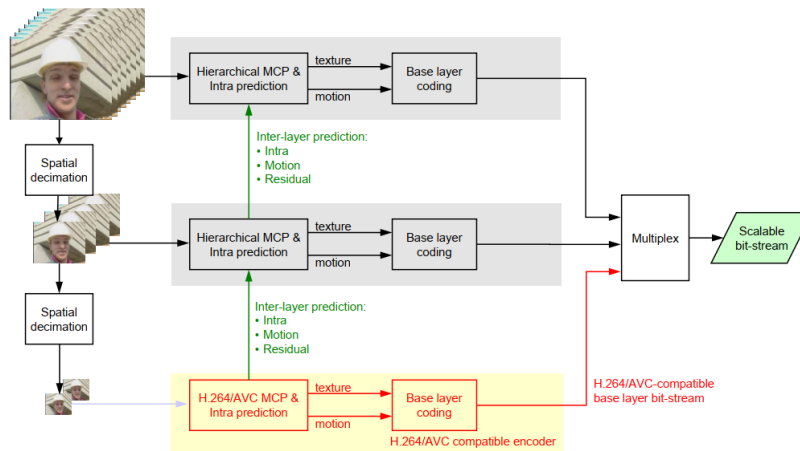 texture
Hierarchical MCP &
Intra prediction
Base layer
coding
motion
Inter-layer prediction:
• Intra
• Motion
• Residual
Spatial
decimation
texture
Hierarchical MCP &
Intra prediction
Base layer
coding
motion
Multiplex
Scalable
bit-stream
Inter-layer prediction:
• Intra
• Motion
• Residual
Spatial
decimation
texture
H.264/AVC MCP &
Intra prediction
Base layer
coding
motion
H.264/AVC-compatible
base layer bit-stream
H.264/AVC compatible encoder